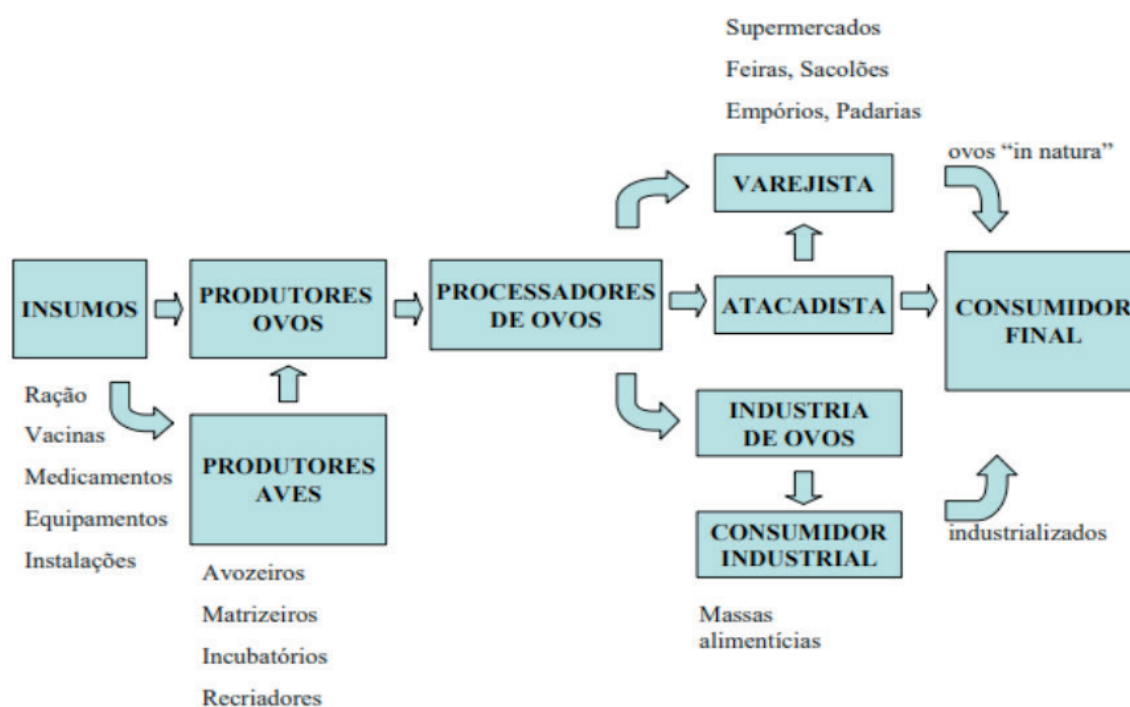 Supermercados
Feiras, Sacolões
Empórios, Padarias
ovos “in natura”
VAREJISTA
INSUMOS
PRODUTORES
OVOS
PROCESSADORES
DE OVOS
ATACADISTA
CONSUMIDOR
FINAL
Ração
Vacinas
Medicamentos
Equipamentos
Instalações
PRODUTORES
AVES
INDUSTRIA
DE OVOS
CONSUMIDOR
INDUSTRIAL
industrializados
Avozeiros
Matrizeiros
Incubatórios
Recriadores
Massas
alimentícias